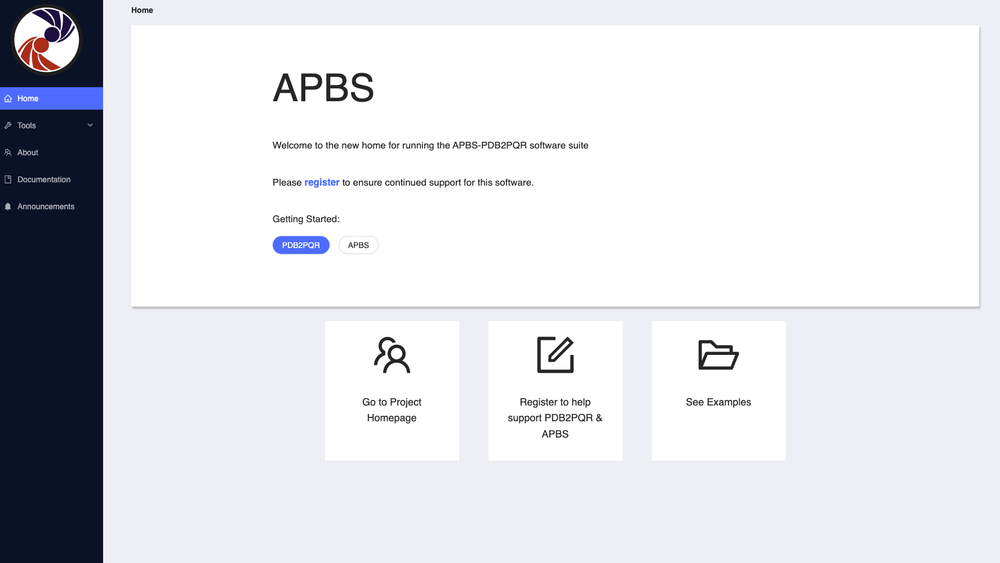 Home
Tools
About
Documentation
Announcements
Home
APBS
Welcome to the new home for running the APBS-PDB2PQR software suite
Please register to ensure continued support for this software.
Getting Started:
PDB2PQR APBS
Go to Project
Homepage
Register to help
support PDB2PQR &
APBS
See Examples